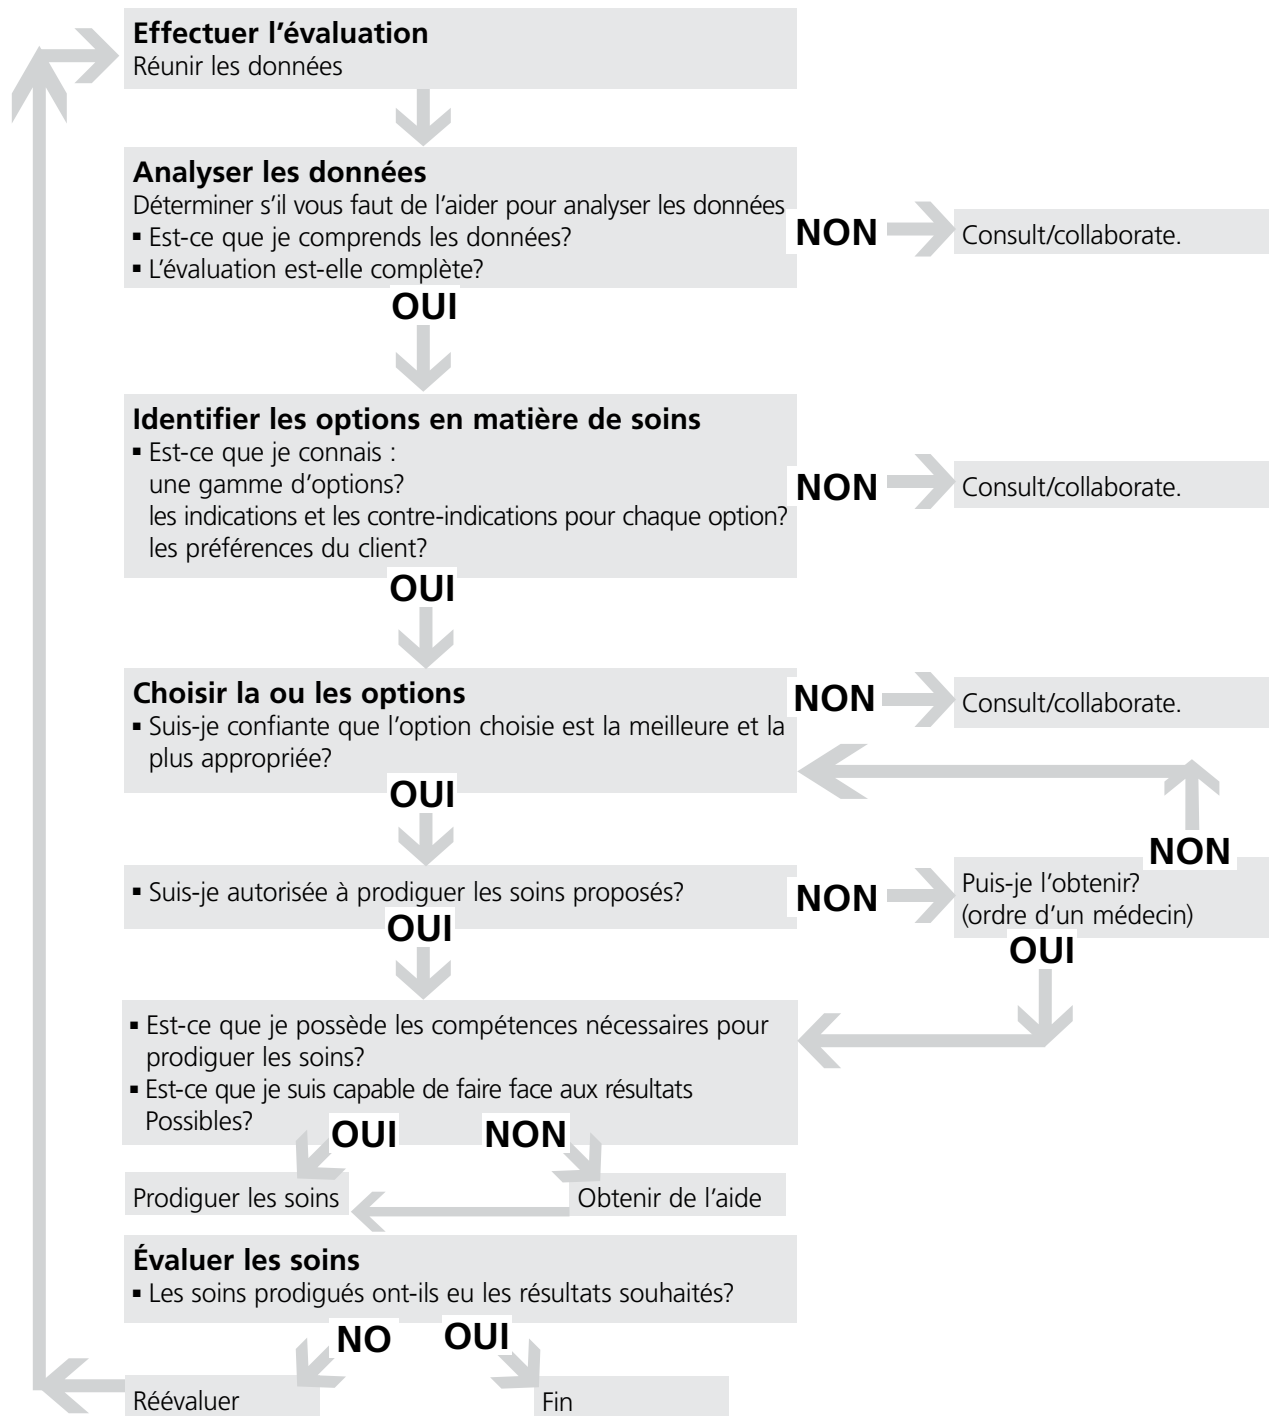 Effectuer l'évaluation
Réunir les données
Analyser les données
Déterminer s'il vous faut de l'aider pour analyser les données
▪ Est-ce que je comprends les données?
▪ L'évaluation est-elle complète?
NON
Consult/collaborate.
OUI
Identifier les options en matière de soins
▪ Est-ce que je connais :
une gamme d'options?
les indications et les contre-indications pour chaque option?
les préférences du client?
NON
Consult/collaborate.
OUI
Choisir la ou les options
▪ Suis-je confiante que l'option choisie est la meilleure et la
plus appropriée?
NON
Consult/collaborate.
OUI
▪ Suis-je autorisée à prodiguer les soins proposés?
NON
Puis-je l'obtenir?
(ordre d'un médecin)
NON
OUI
OUI
▪ Est-ce que je possède les compétences nécessaires pour
prodiguer les soins?
▪ Est-ce que je suis capable de faire face aux résultats
Possibles?
OUI
NON
Prodiguer les soins
Obtenir de l'aide
Évaluer les soins
▪ Les soins prodigués ont-ils eu les résultats souhaités?
NO
OUI
Réévaluer
Fin